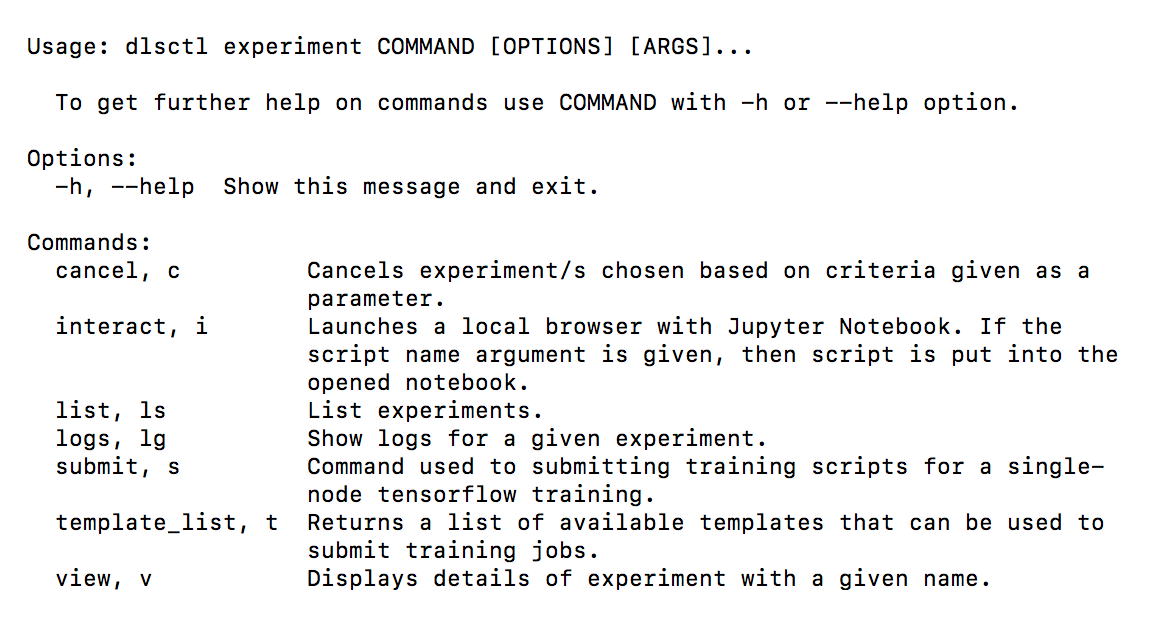 Usage: dlsctl experiment COMMAND [OPTIONS] [ARGS]...
To get further help on commands use COMMAND with -h or --help option.
Options:
-h, --help  Show this message and exit.
Commands:
cancel, c          Cancels experiment/s chosen based on criteria given as a
parameter.
interact, i        Launches a local browser with Jupyter Notebook. If the
script name argument is given, then script is put into the
opened notebook.
list, ls           List experiments.
logs, lg           Show logs for a given experiment.
submit, s          Command used to submitting training scripts for a single-
node tensorflow training.
template_list, t  Returns a list of available templates that can be used to
submit training jobs.
view, v            Displays details of experiment with a given name.